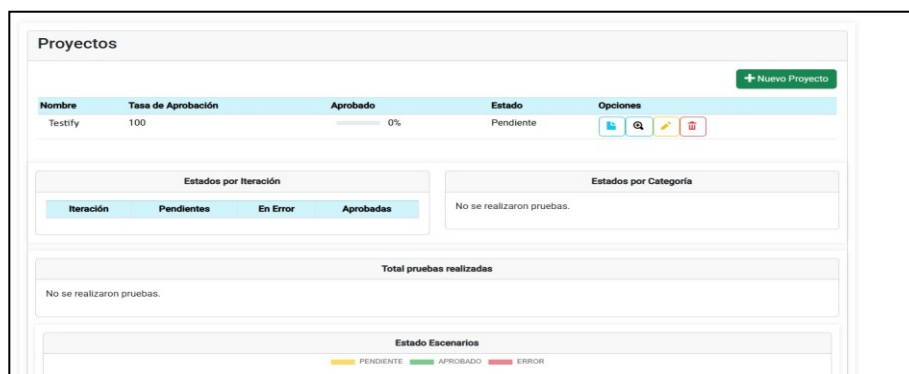 Proyectos
+ Nuevo Proyecto
Nombre Tasa de Aprobación Aprobado Estado Opciones
Testify 100 0% Pendiente
Estados por Iteración
Iteración Pendientes En Error Aprobadas
Estados por Categoría
No se realizaron pruebas.
Total pruebas realizadas
No se realizaron pruebas.
Estado Escenarios
PENDIENTE APROBADO ERROR